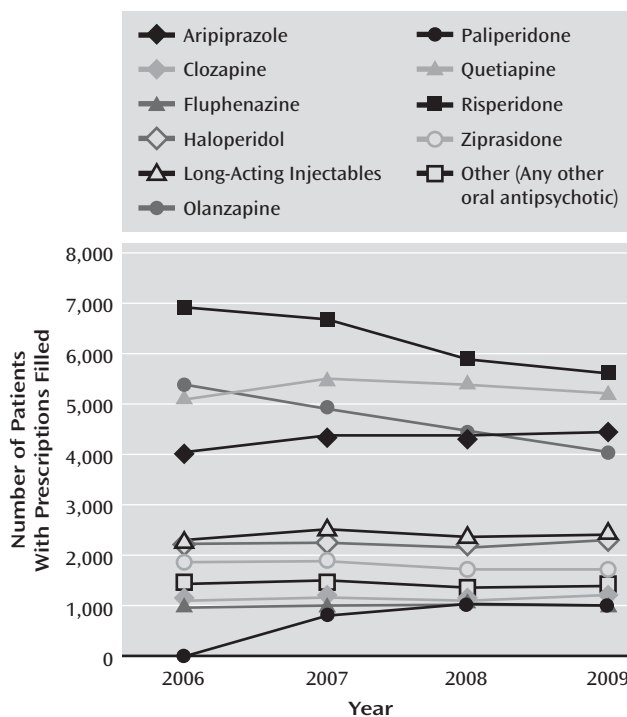 Aripiprazole
Clozapine
Fluphenazine
Haloperidol
Long-Acting Injectables
Olanzapine
Paliperidone
Quetiapine
Risperidone
Ziprasidone
Other (Any other
oral antipsychotic)
8,000
7,000
6,000
5,000
4,000
3,000
2,000
1,000
0
Number of Patients
With Prescriptions Filled
2006 2007 2008 2009
Year